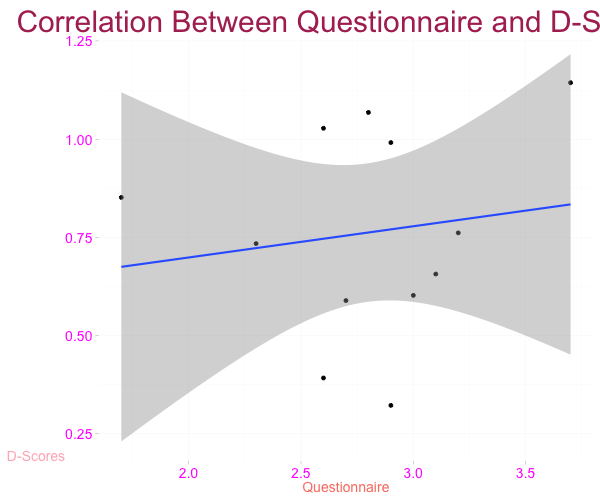 Correlation Between Questionnaire and D-S
1.25
1.00
0.75
0.50
0.25
D-Scores
2.0 2.5 3.0 3.5
Questionnaire